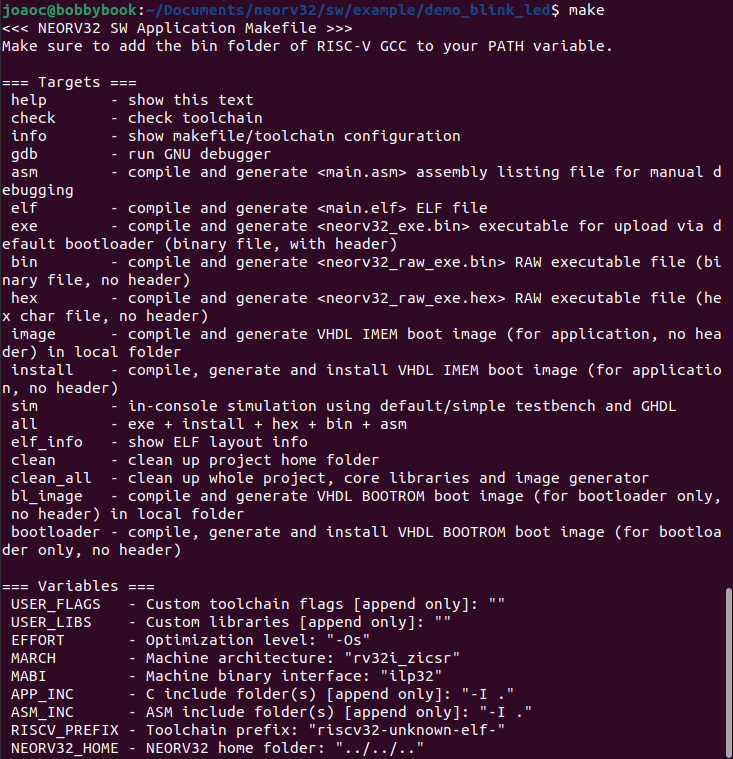 joaoc@bobbybook:~/Documents/neorv32/sw/example/demo_blink_led$ make
<<< NEORV32 SW Application Makefile >>>
Make sure to add the bin folder of RISC-V GCC to your PATH variable.

=== Targets ===
 help       - show this text
 check      - check toolchain
 info       - show makefile/toolchain configuration
 gdb        - run GNU debugger
 asm        - compile and generate <main.asm> assembly listing file for manual d
ebugging
 elf        - compile and generate <main.elf> ELF file
 exe        - compile and generate <neorv32_exe.bin> executable for upload via d
efault bootloader (binary file, with header)
 bin        - compile and generate <neorv32_raw_exe.bin> RAW executable file (bi
nary file, no header)
 hex        - compile and generate <neorv32_raw_exe.hex> RAW executable file (he
x char file, no header)
 image      - compile and generate VHDL IMEM boot image (for application, no hea
der) in local folder
 install    - compile, generate and install VHDL IMEM boot image (for applicatio
n, no header)
 sim        - in-console simulation using default/simple testbench and GHDL
 all        - exe + install + hex + bin + asm
 elf_info   - show ELF layout info
 clean      - clean up project home folder
 clean_all  - clean up whole project, core libraries and image generator
 bl_image   - compile and generate VHDL BOOTROM boot image (for bootloader only,
 no header) in local folder
 bootloader - compile, generate and install VHDL BOOTROM boot image (for bootloa
der only, no header)

=== Variables ===
 USER_FLAGS   - Custom toolchain flags [append only]: ""
 USER_LIBS    - Custom libraries [append only]: ""
 EFFORT       - Optimization level: "-Os"
 MARCH        - Machine architecture: "rv32i_zicsr"
 MABI         - Machine binary interface: "ilp32"
 APP_INC      - C include folder(s) [append only]: "-I ."
 ASM_INC      - ASM include folder(s) [append only]: "-I ."
 RISCV_PREFIX - Toolchain prefix: "riscv32-unknown-elf-"
 NEORV32_HOME - NEORV32 home folder: "../../.."